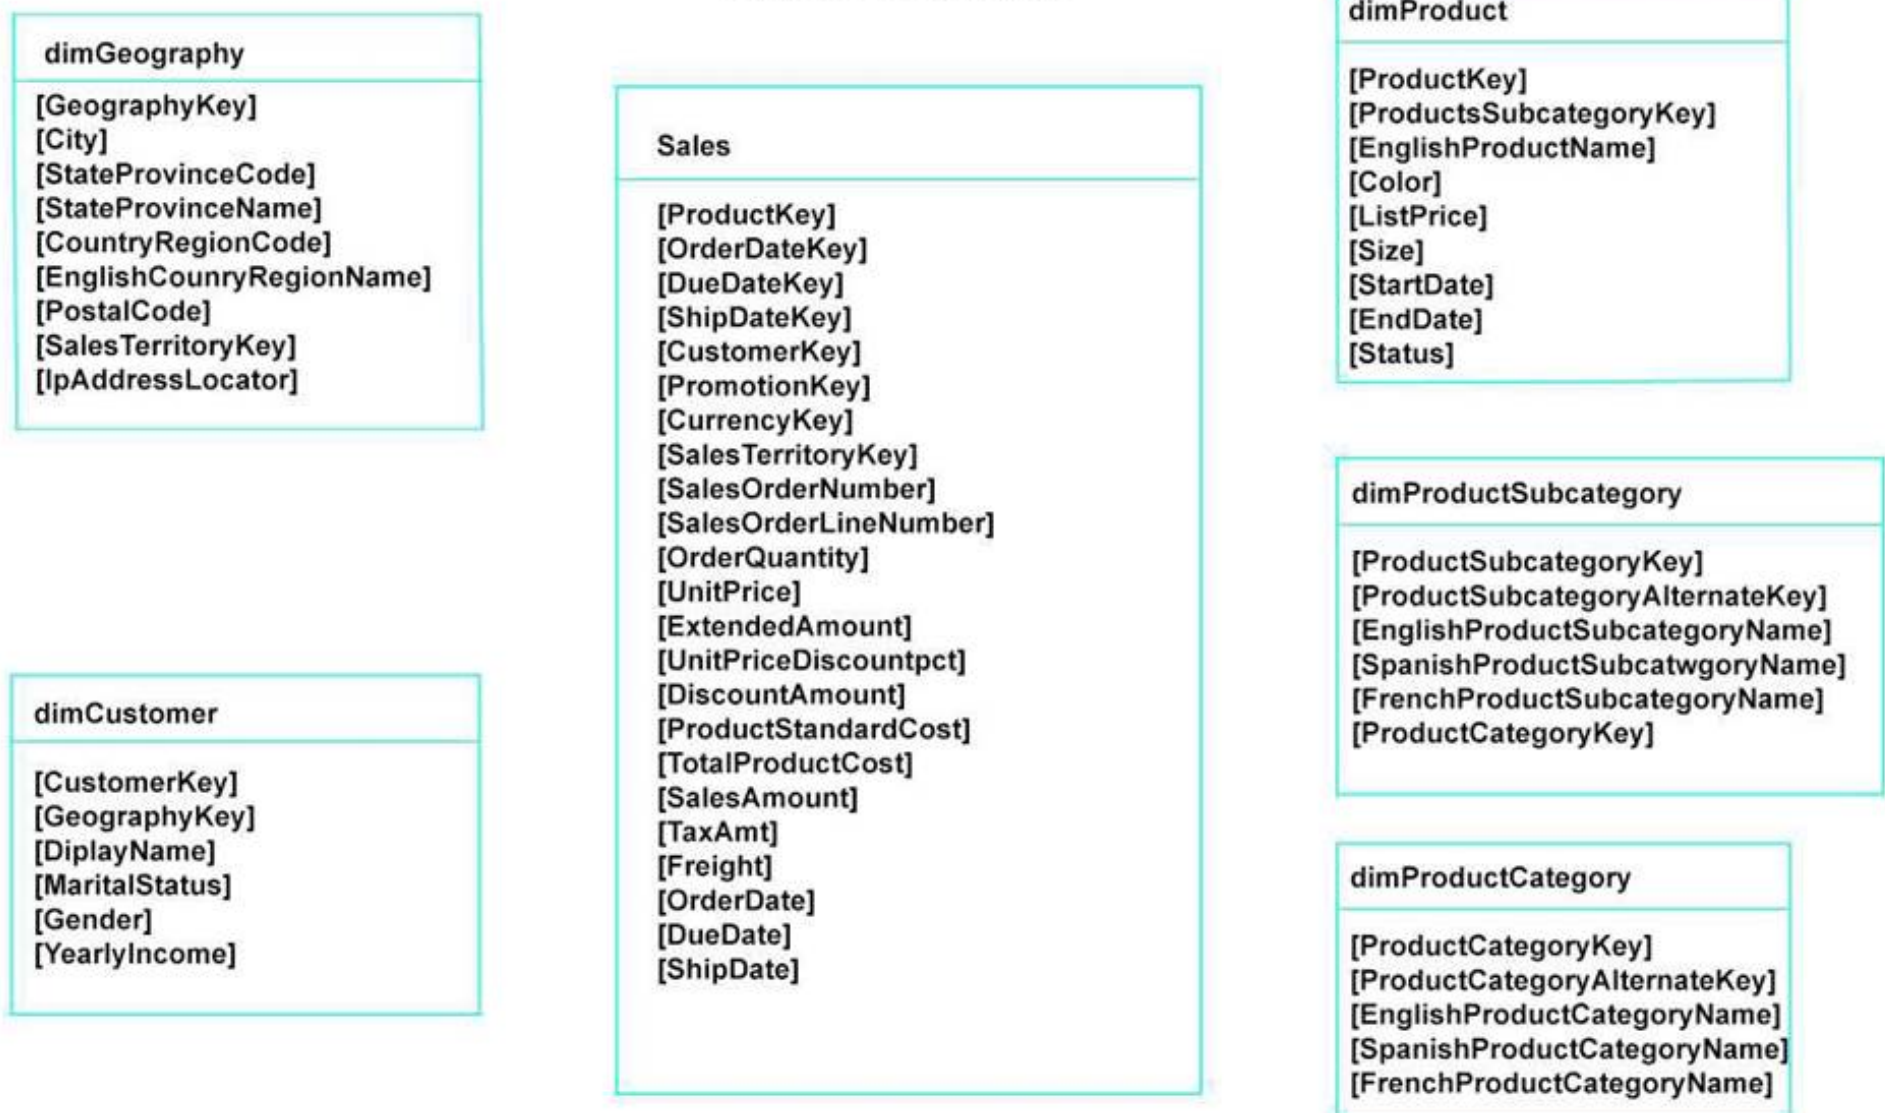 dimGeography
[GeographyKey]
[City]
[StateProvinceCode]
[StateProvinceName]
[CountryRegionCode]
[EnglishCounryRegionName]
[PostalCode]
[SalesTerritoryKey]
[IpAddressLocator]
dimCustomer
[CustomerKey]
[GeographyKey]
[DiplayName]
[MaritalStatus]
[Gender]
[YearlyIncome]
Sales
[ProductKey]
[OrderDateKey]
[DueDateKey]
[ShipDateKey]
[CustomerKey]
[PromotionKey]
[CurrencyKey]
[SalesTerritoryKey]
[SalesOrderNumber]
[SalesOrderLineNumber]
[OrderQuantity]
[UnitPrice]
[ExtendedAmount]
[UnitPriceDiscountpct]
[DiscountAmount]
[ProductStandardCost]
[TotalProductCost]
[SalesAmount]
[TaxAmt]
[Freight]
[OrderDate]
[DueDate]
[ShipDate]
dimProduct
[ProductKey]
[ProductsSubcategoryKey]
[EnglishProductName]
[Color]
[ListPrice]
[Size]
[StartDate]
[EndDate]
[Status]
dimProductSubcategory
[ProductSubcategoryKey]
[ProductSubcategoryAlternateKey]
[EnglishProductSubcategoryName]
[SpanishProductSubcatwgoryName]
[FrenchProductSubcategoryName]
[ProductCategoryKey]
dimProductCategory
[ProductCategoryKey]
[ProductCategoryAlternateKey]
[EnglishProductCategoryName]
[SpanishProductCategoryName]
[FrenchProductCategoryName]